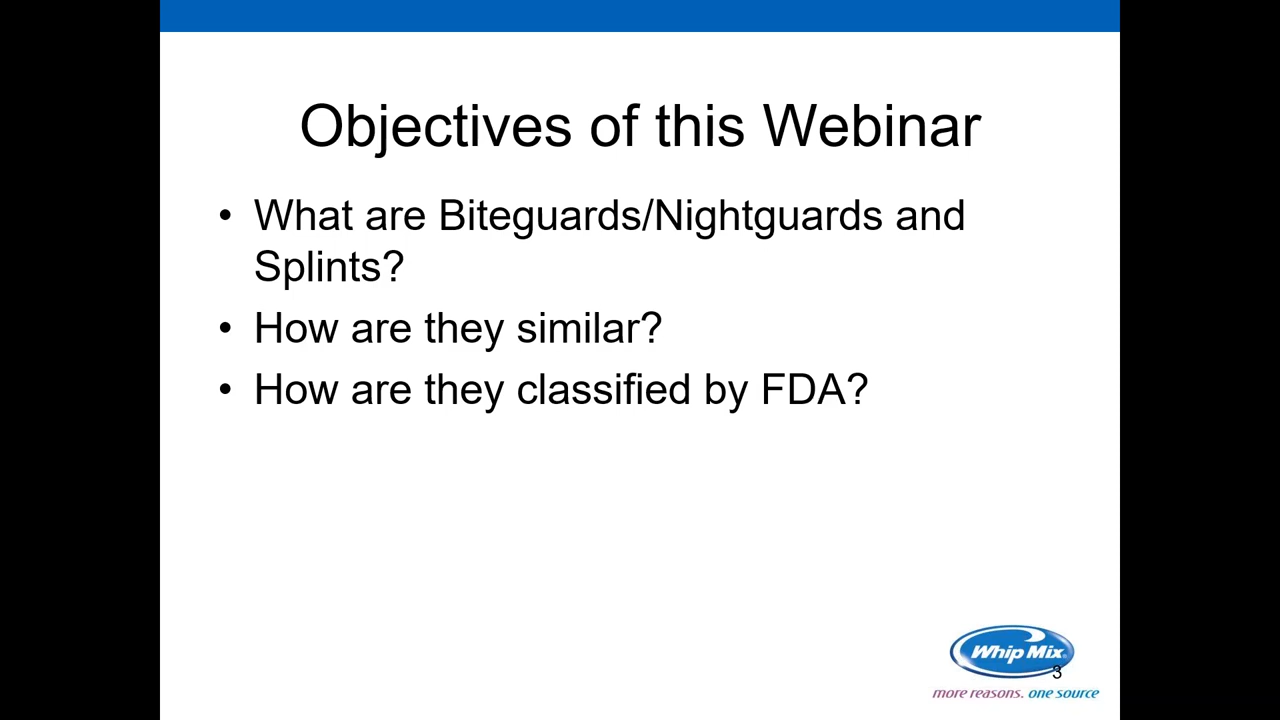 Objectives of this Webinar
• What are Biteguards/Nightguards and
Splints?
• How are they similar?
• How are they classified by FDA?
Whip Mix®
3
more reasons. one source